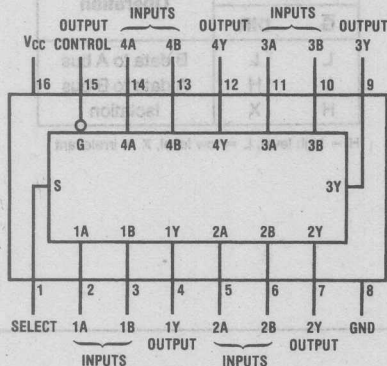 OUTPUT INPUTS OUTPUT INPUTS OUTPUT
VCC CONTROL 4A 4B 4Y 3A 3B 3Y
16 15 14 13 12 11 10 9
G 4A 4B 4Y 3A 3B
S 3Y
1A 1B 1Y 2A 2B 2Y
1 2 3 4 5 6 7 8
SELECT 1A 1B 1Y 2A 2B 2Y GND
INPUTS OUTPUT INPUTS OUTPUT